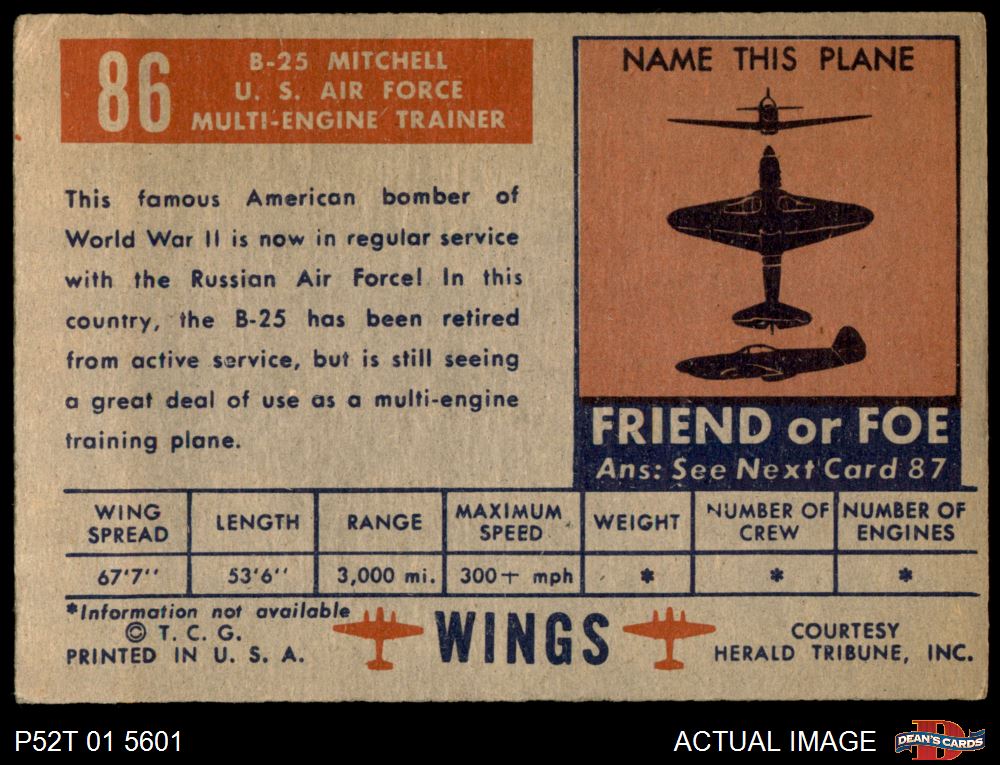 86
B-25 MITCHELL
U. S. AIR FORCE
MULTI-ENGINE TRAINER
This famous American bomber of
World War II is now in regular service
with the Russian Air Force! In this
country, the B-25 has been retired
from active service, but is still seeing
a great deal of use as a multi-engine
training plane.
NAME THIS PLANE
FRIEND or FOE
Ans: See Next Card 87
WING SPREAD LENGTH RANGE MAXIMUM SPEED WEIGHT NUMBER OF CREW NUMBER OF ENGINES
67'7'' 53'6'' 3,000 mi. 300+ mph * * *
*Information not available
© T. C. G.
PRINTED IN U. S. A.
WINGS
COURTESY
HERALD TRIBUNE, INC.
P52T 01 5601
ACTUAL IMAGE
D
DEAN'S CARDS